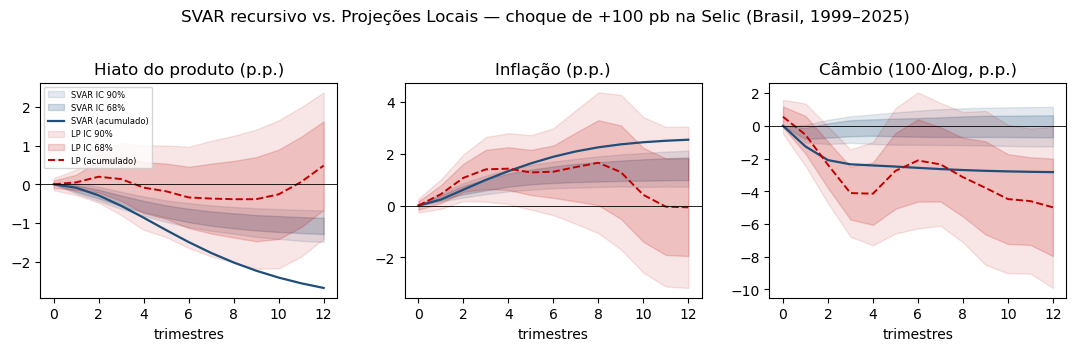 SVAR recursivo vs. Projeções Locais — choque de +100 pb na Selic (Brasil, 1999–2025)
Hiato do produto (p.p.)
SVAR IC 90%
SVAR IC 68%
SVAR (acumulado)
LP IC 90%
LP IC 68%
LP (acumulado)
2
1
0
−1
−2
0 2 4 6 8 10 12
trimestres
Inflação (p.p.)
4
2
0
−2
0 2 4 6 8 10 12
trimestres
Câmbio (100·Δlog, p.p.)
2
0
−2
−4
−6
−8
−10
0 2 4 6 8 10 12
trimestres